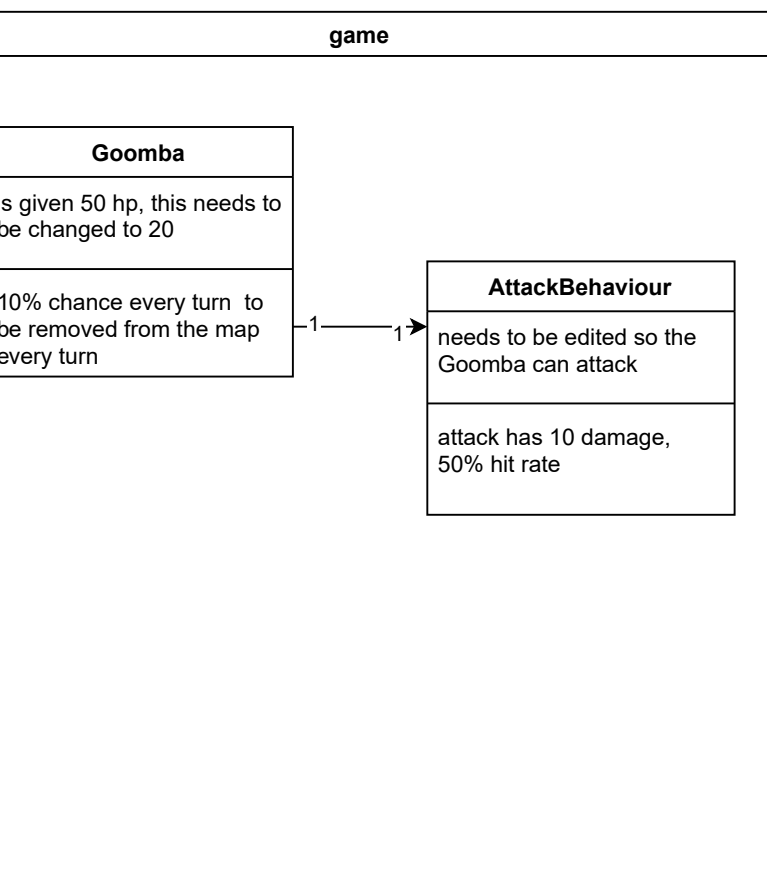 game
Goomba
s given 50 hp, this needs to
be changed to 20
10% chance every turn  to
be removed from the map
every turn
1
1
AttackBehaviour
needs to be edited so the
Goomba can attack
attack has 10 damage,
50% hit rate